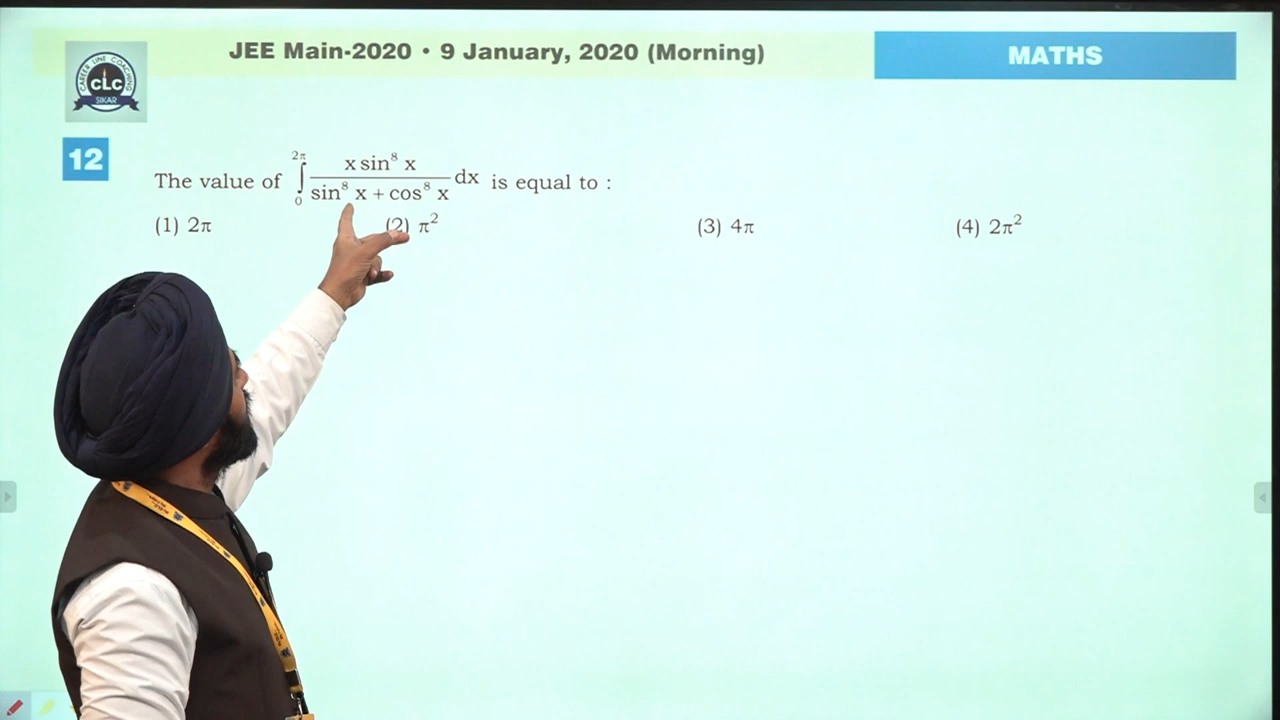 JEE Main-2020 • 9 January, 2020 (Morning)
MATHS
CAREER LINE COACHING
CLC
SIKAR
12
The value of ∫₀^{2π} (x sin⁸ x)/(sin⁸ x + cos⁸ x) dx is equal to :
(1) 2π (2) π² (3) 4π (4) 2π²